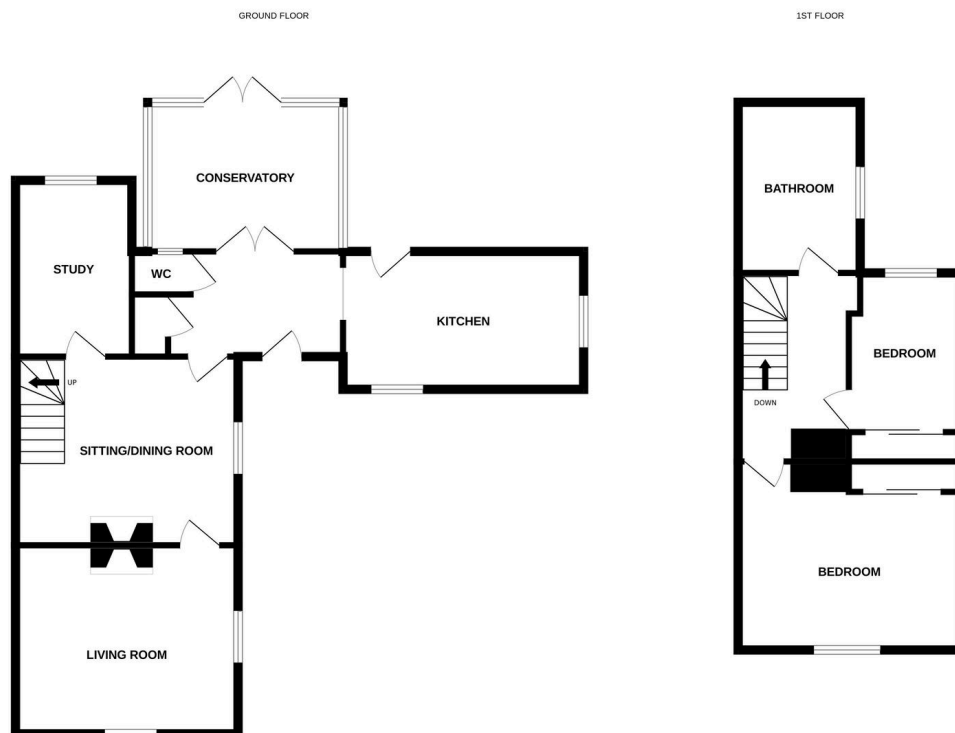 GROUND FLOOR
CONSERVATORY
STUDY
WC
KITCHEN
UP
SITTING/DINING ROOM
LIVING ROOM
1ST FLOOR
BATHROOM
BEDROOM
DOWN
BEDROOM